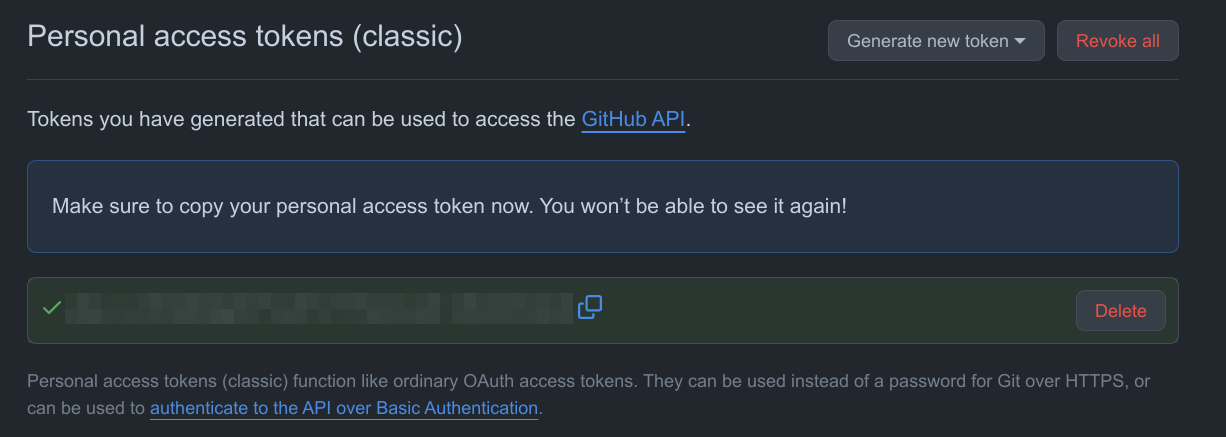 Personal access tokens (classic)
Generate new token
Revoke all
Tokens you have generated that can be used to access the GitHub API.
Make sure to copy your personal access token now. You won’t be able to see it again!
Delete
Personal access tokens (classic) function like ordinary OAuth access tokens. They can be used instead of a password for Git over HTTPS, or
can be used to authenticate to the API over Basic Authentication.